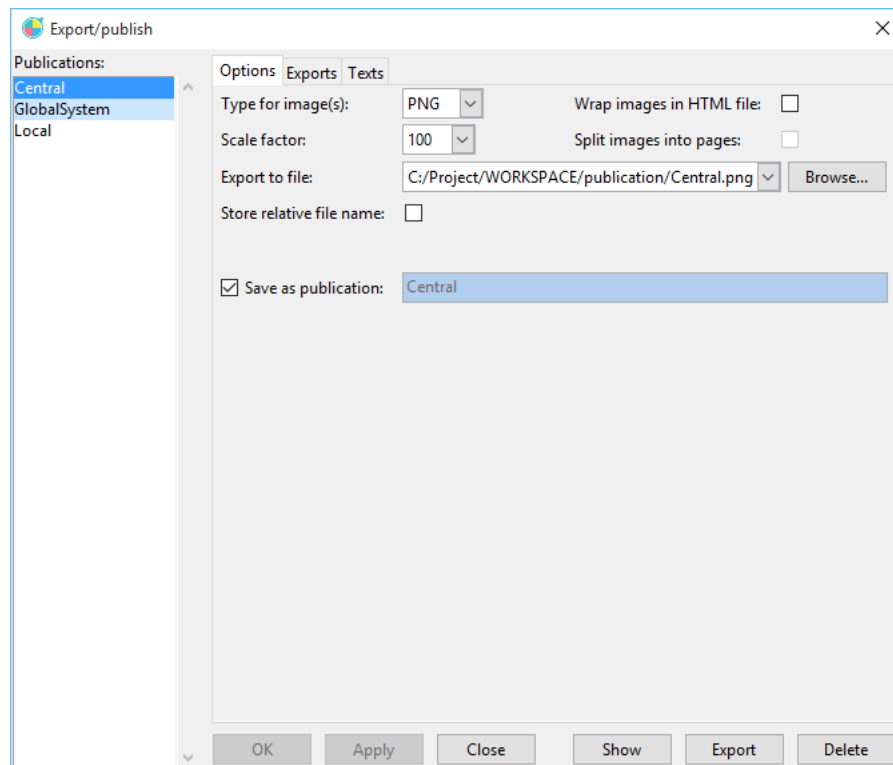 Export/publish
Publications:
Central
GlobalSystem
Local
Options Exports Texts
Type for image(s): PNG Wrap images in HTML file:
Scale factor: 100 Split images into pages:
Export to file: C:/Project/WORKSPACE/publication/Central.png Browse...
Store relative file name:
Save as publication: Central
OK Apply Close Show Export Delete